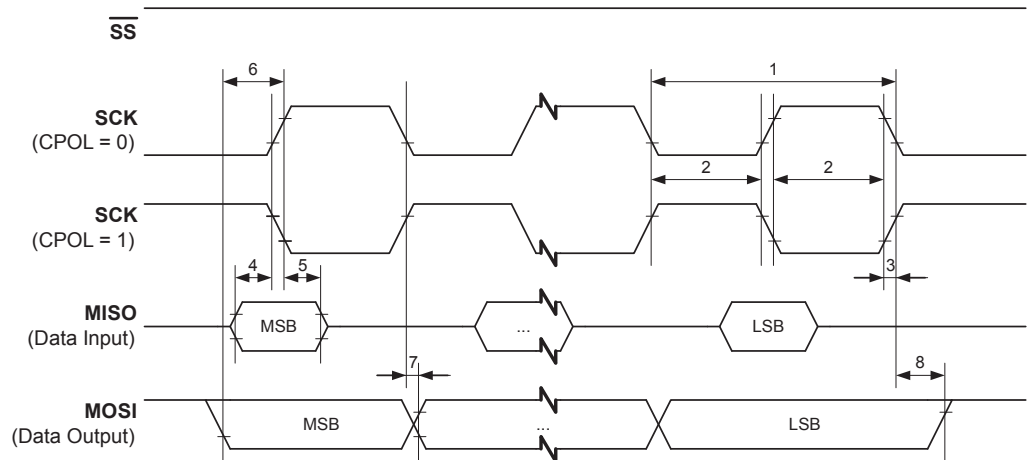 SS
6
1
SCK
(CPOL = 0)
2
2
SCK
(CPOL = 1)
4
5
3
MISO
(Data Input)
MSB
...
LSB
7
8
MOSI
(Data Output)
MSB
...
LSB